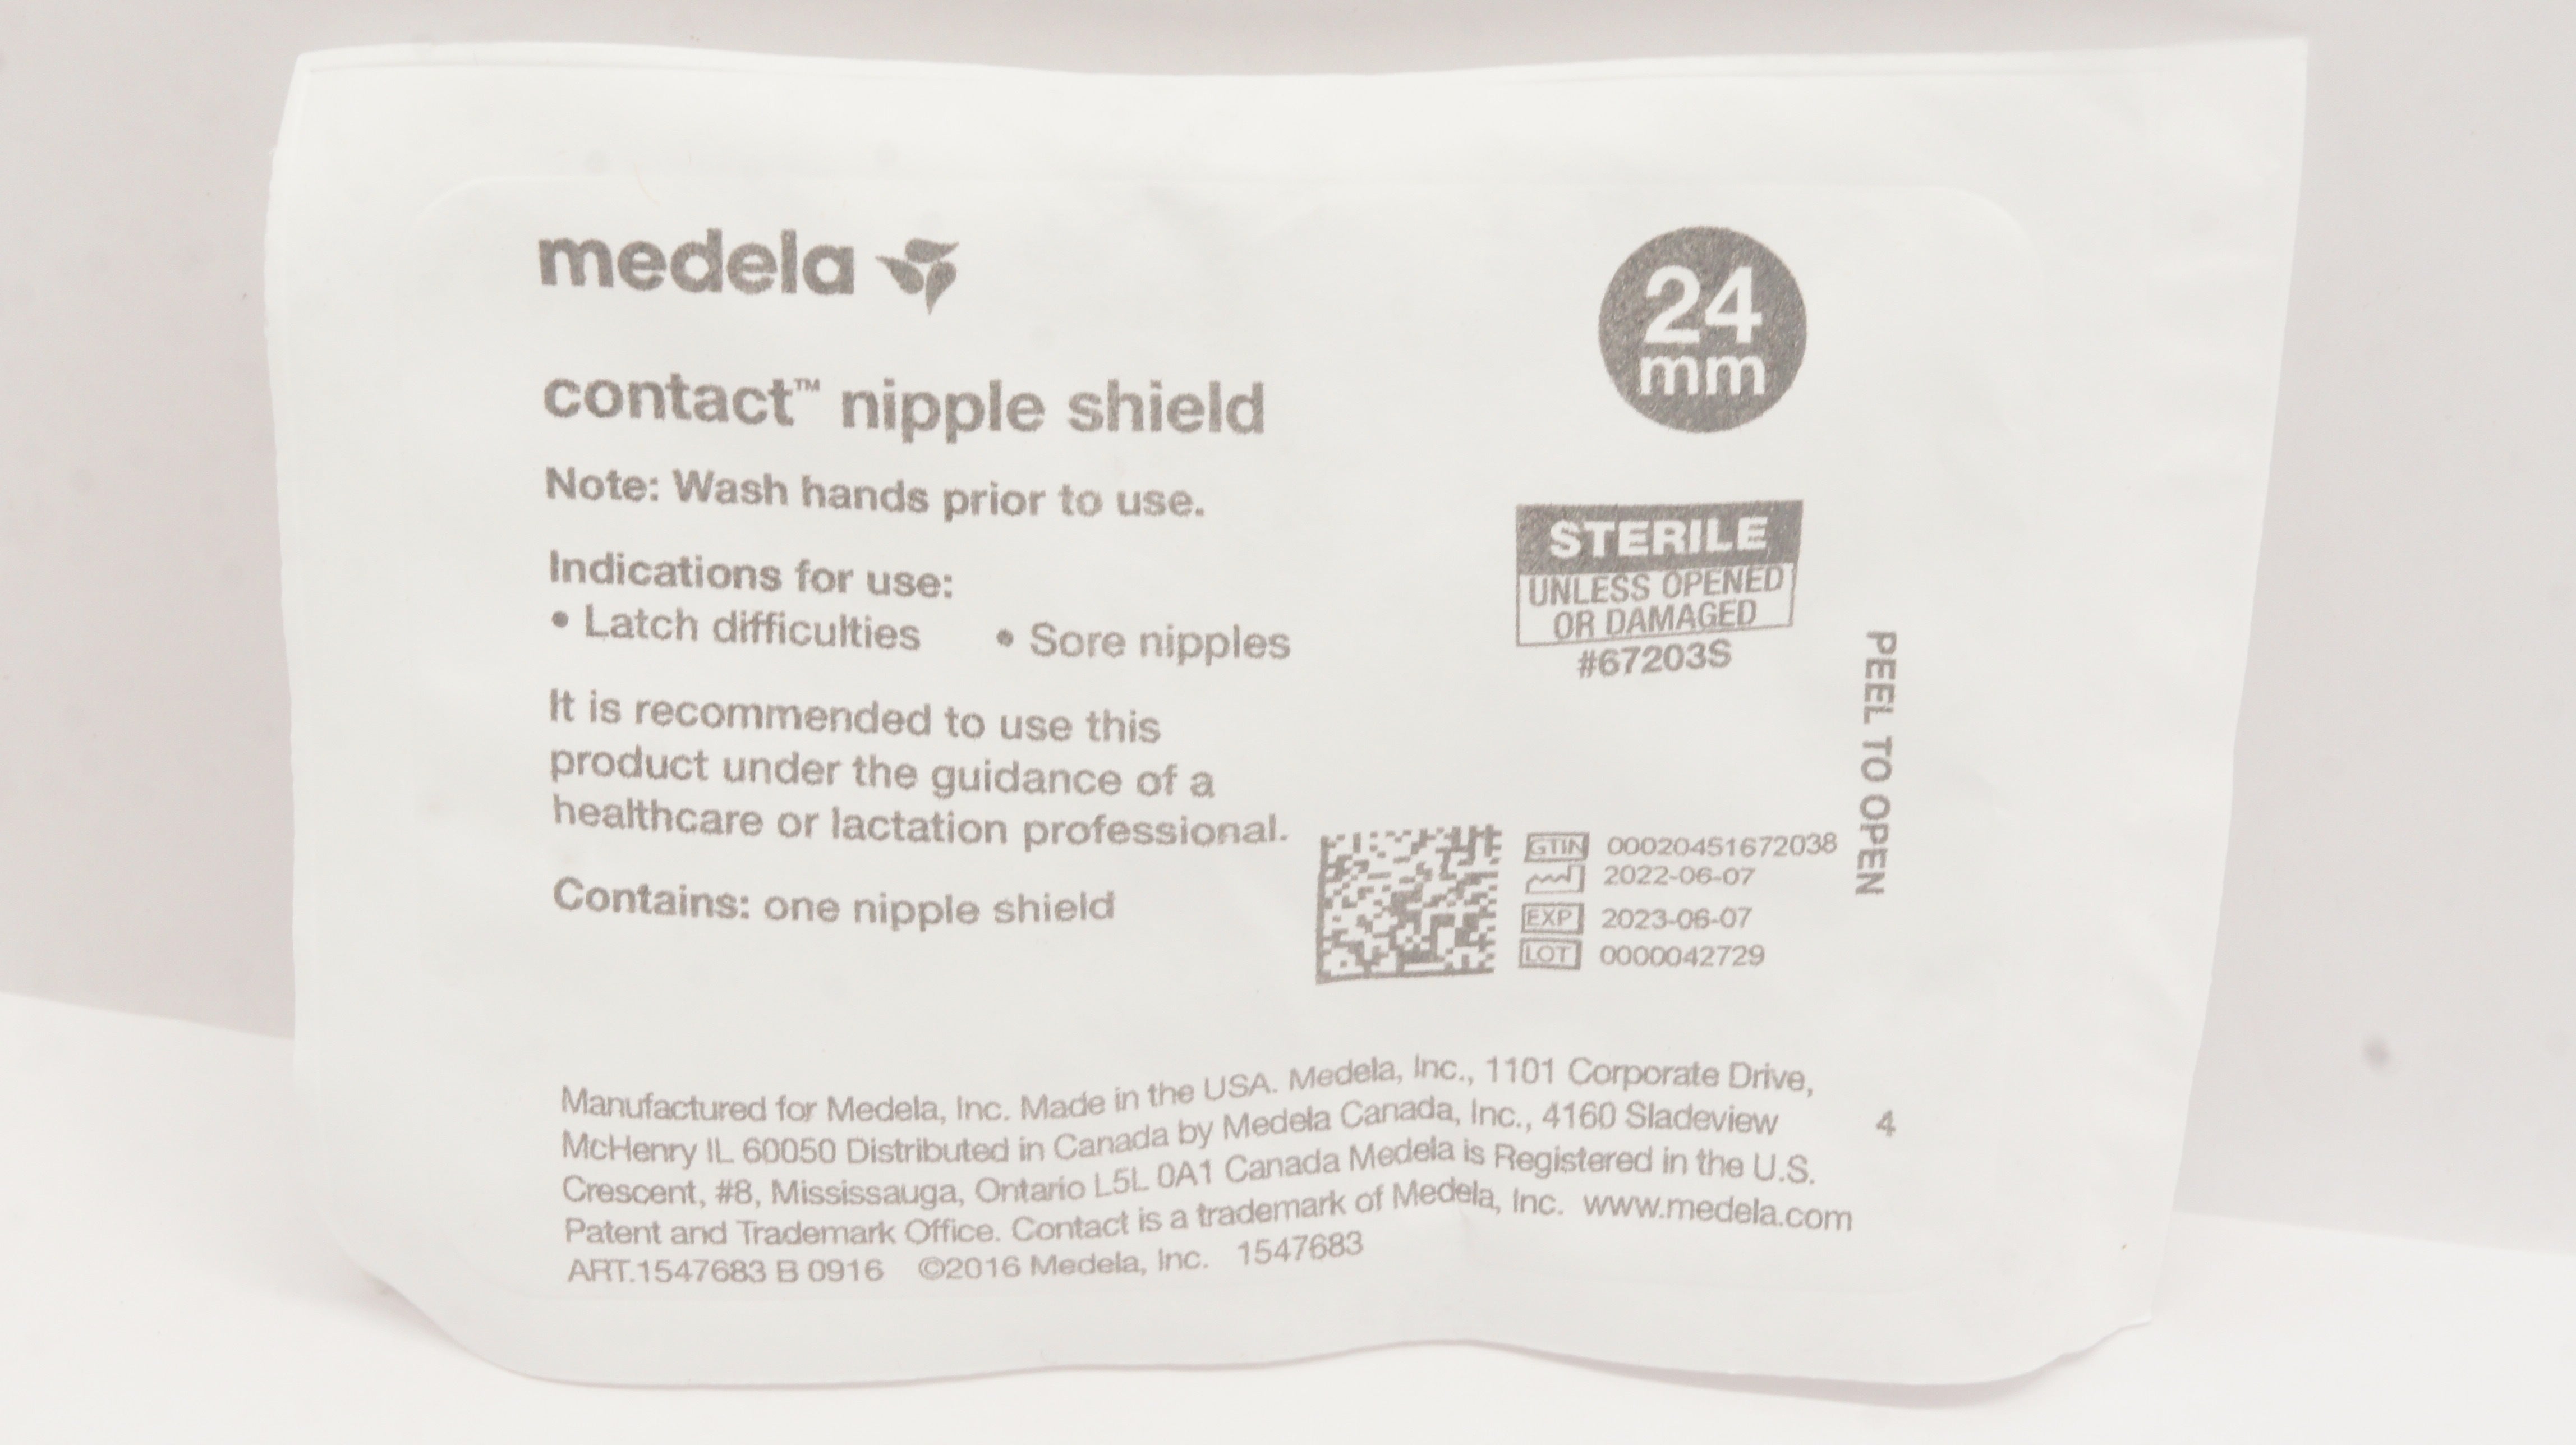 medela
24
mm
contact™ nipple shield
Note: Wash hands prior to use.
STERILE
UNLESS OPENED
OR DAMAGED
#67203S
Indications for use:
• Latch difficulties • Sore nipples
It is recommended to use this
product under the guidance of a
healthcare or lactation professional.
Contains: one nipple shield
PEEL TO OPEN
GTIN 00020451672038
2022-06-07
EXP 2023-06-07
LOT 0000042729
Manufactured for Medela, Inc. Made in the USA. Medela, Inc., 1101 Corporate Drive,
McHenry IL 60050 Distributed in Canada by Medela Canada, Inc., 4160 Sladeview
Crescent, #8, Mississauga, Ontario L5L 0A1 Canada Medela is Registered in the U.S.
Patent and Trademark Office. Contact is a trademark of Medela, Inc. www.medela.com
ART.1547683 B 0916 ©2016 Medela, Inc. 1547683
4